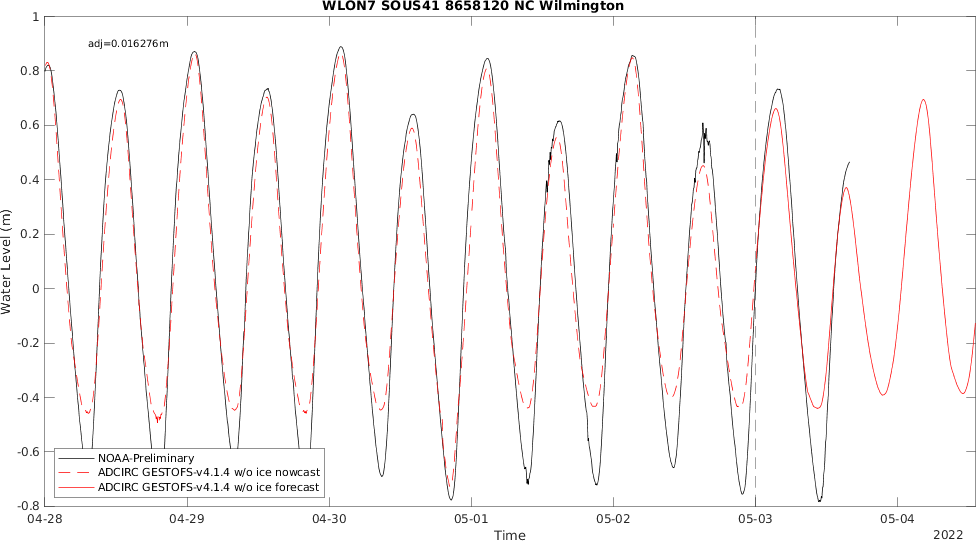 WLON7 SOUS41 8658120 NC Wilmington
adj=0.016276m
1
0.8
0.6
0.4
0.2
0
-0.2
-0.4
-0.6
-0.8
Water Level (m)
NOAA-Preliminary
ADCIRC GESTOFS-v4.1.4 w/o ice nowcast
ADCIRC GESTOFS-v4.1.4 w/o ice forecast
04-28 04-29 04-30 05-01 05-02 05-03 05-04
Time
2022